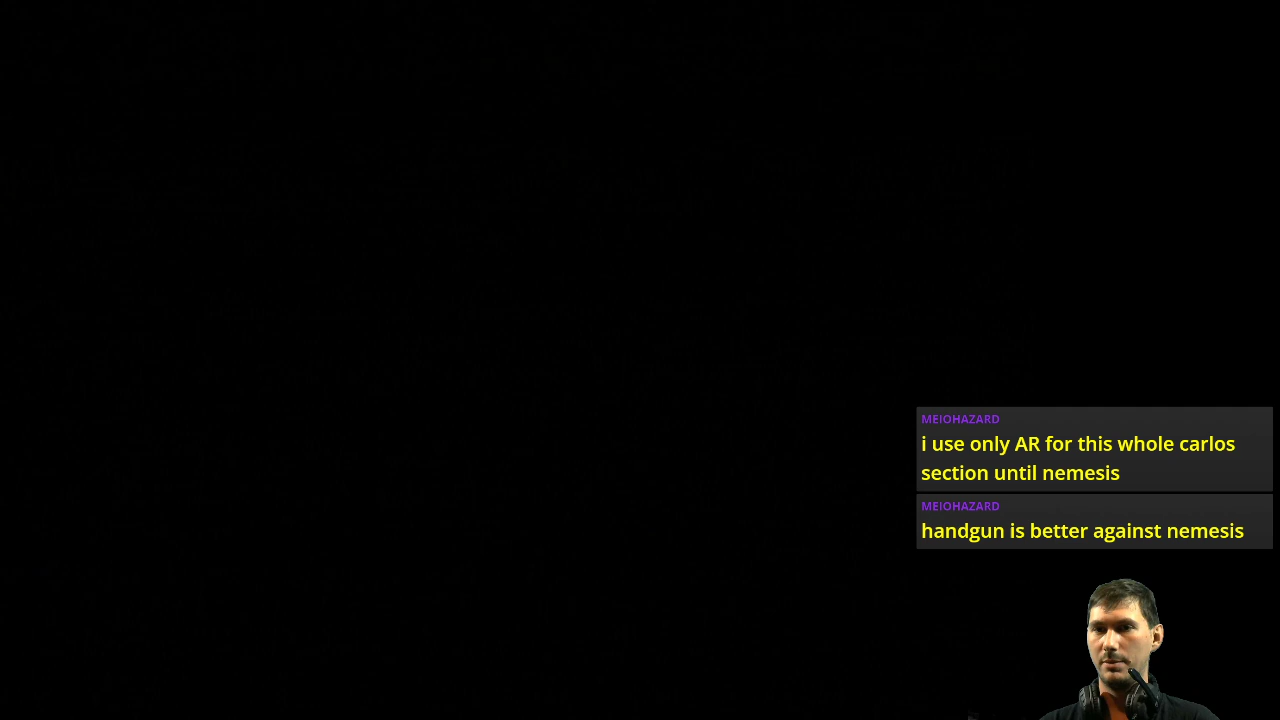 MEIOHAZARD
i use only AR for this whole carlos
section until nemesis
MEIOHAZARD
handgun is better against nemesis